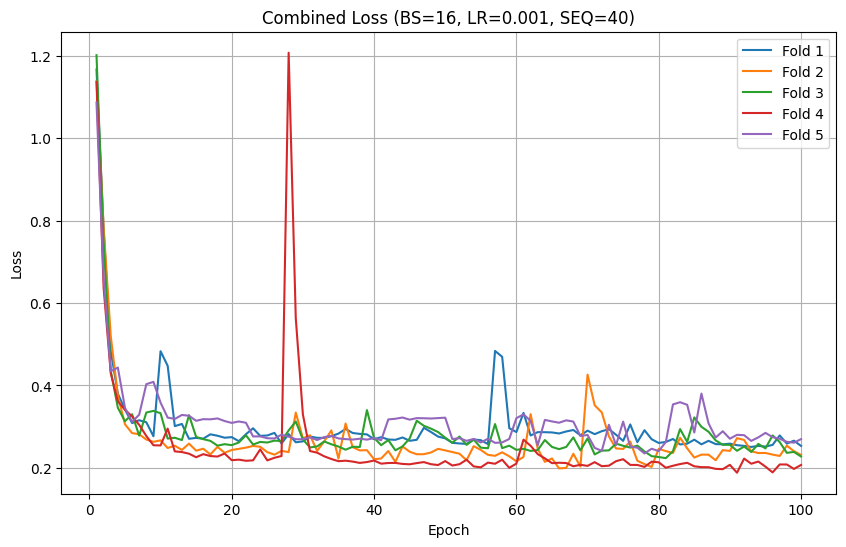 Combined Loss (BS=16, LR=0.001, SEQ=40)
Fold 1
Fold 2
Fold 3
Fold 4
Fold 5
Loss
1.2
1.0
0.8
0.6
0.4
0.2
0
20
40
60
80
100
Epoch